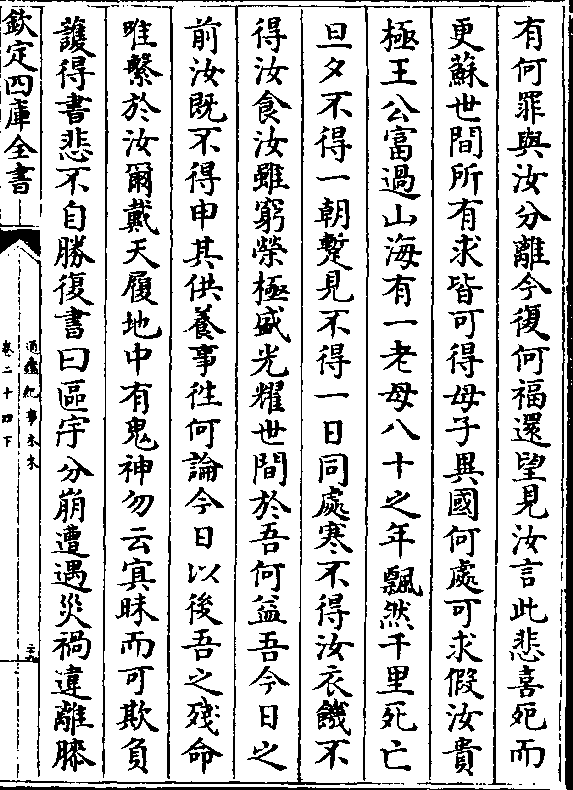 有何罪與汝分離今復何福還望見汝言此悲喜死而
更蘇世間所有求皆可得母子異國何處可求假汝貴
極王公富過山海有一老母八十之年飄然千里死亡
旦夕不得一朝蹔見不得一日同處寒不得汝衣饑不
得汝食汝雖窮榮極盛光耀世間於吾何益吾今日之
前汝既不得申其供養事往何論今日以後吾之殘命
唯繫於汝爾戴天履地中有鬼神勿云㝠昧而可欺負
䕶得書悲不自勝復書曰區宇分崩遭遇災禍違離膝
欽定四庫全書
通鑑紀事本末
卷二十四下